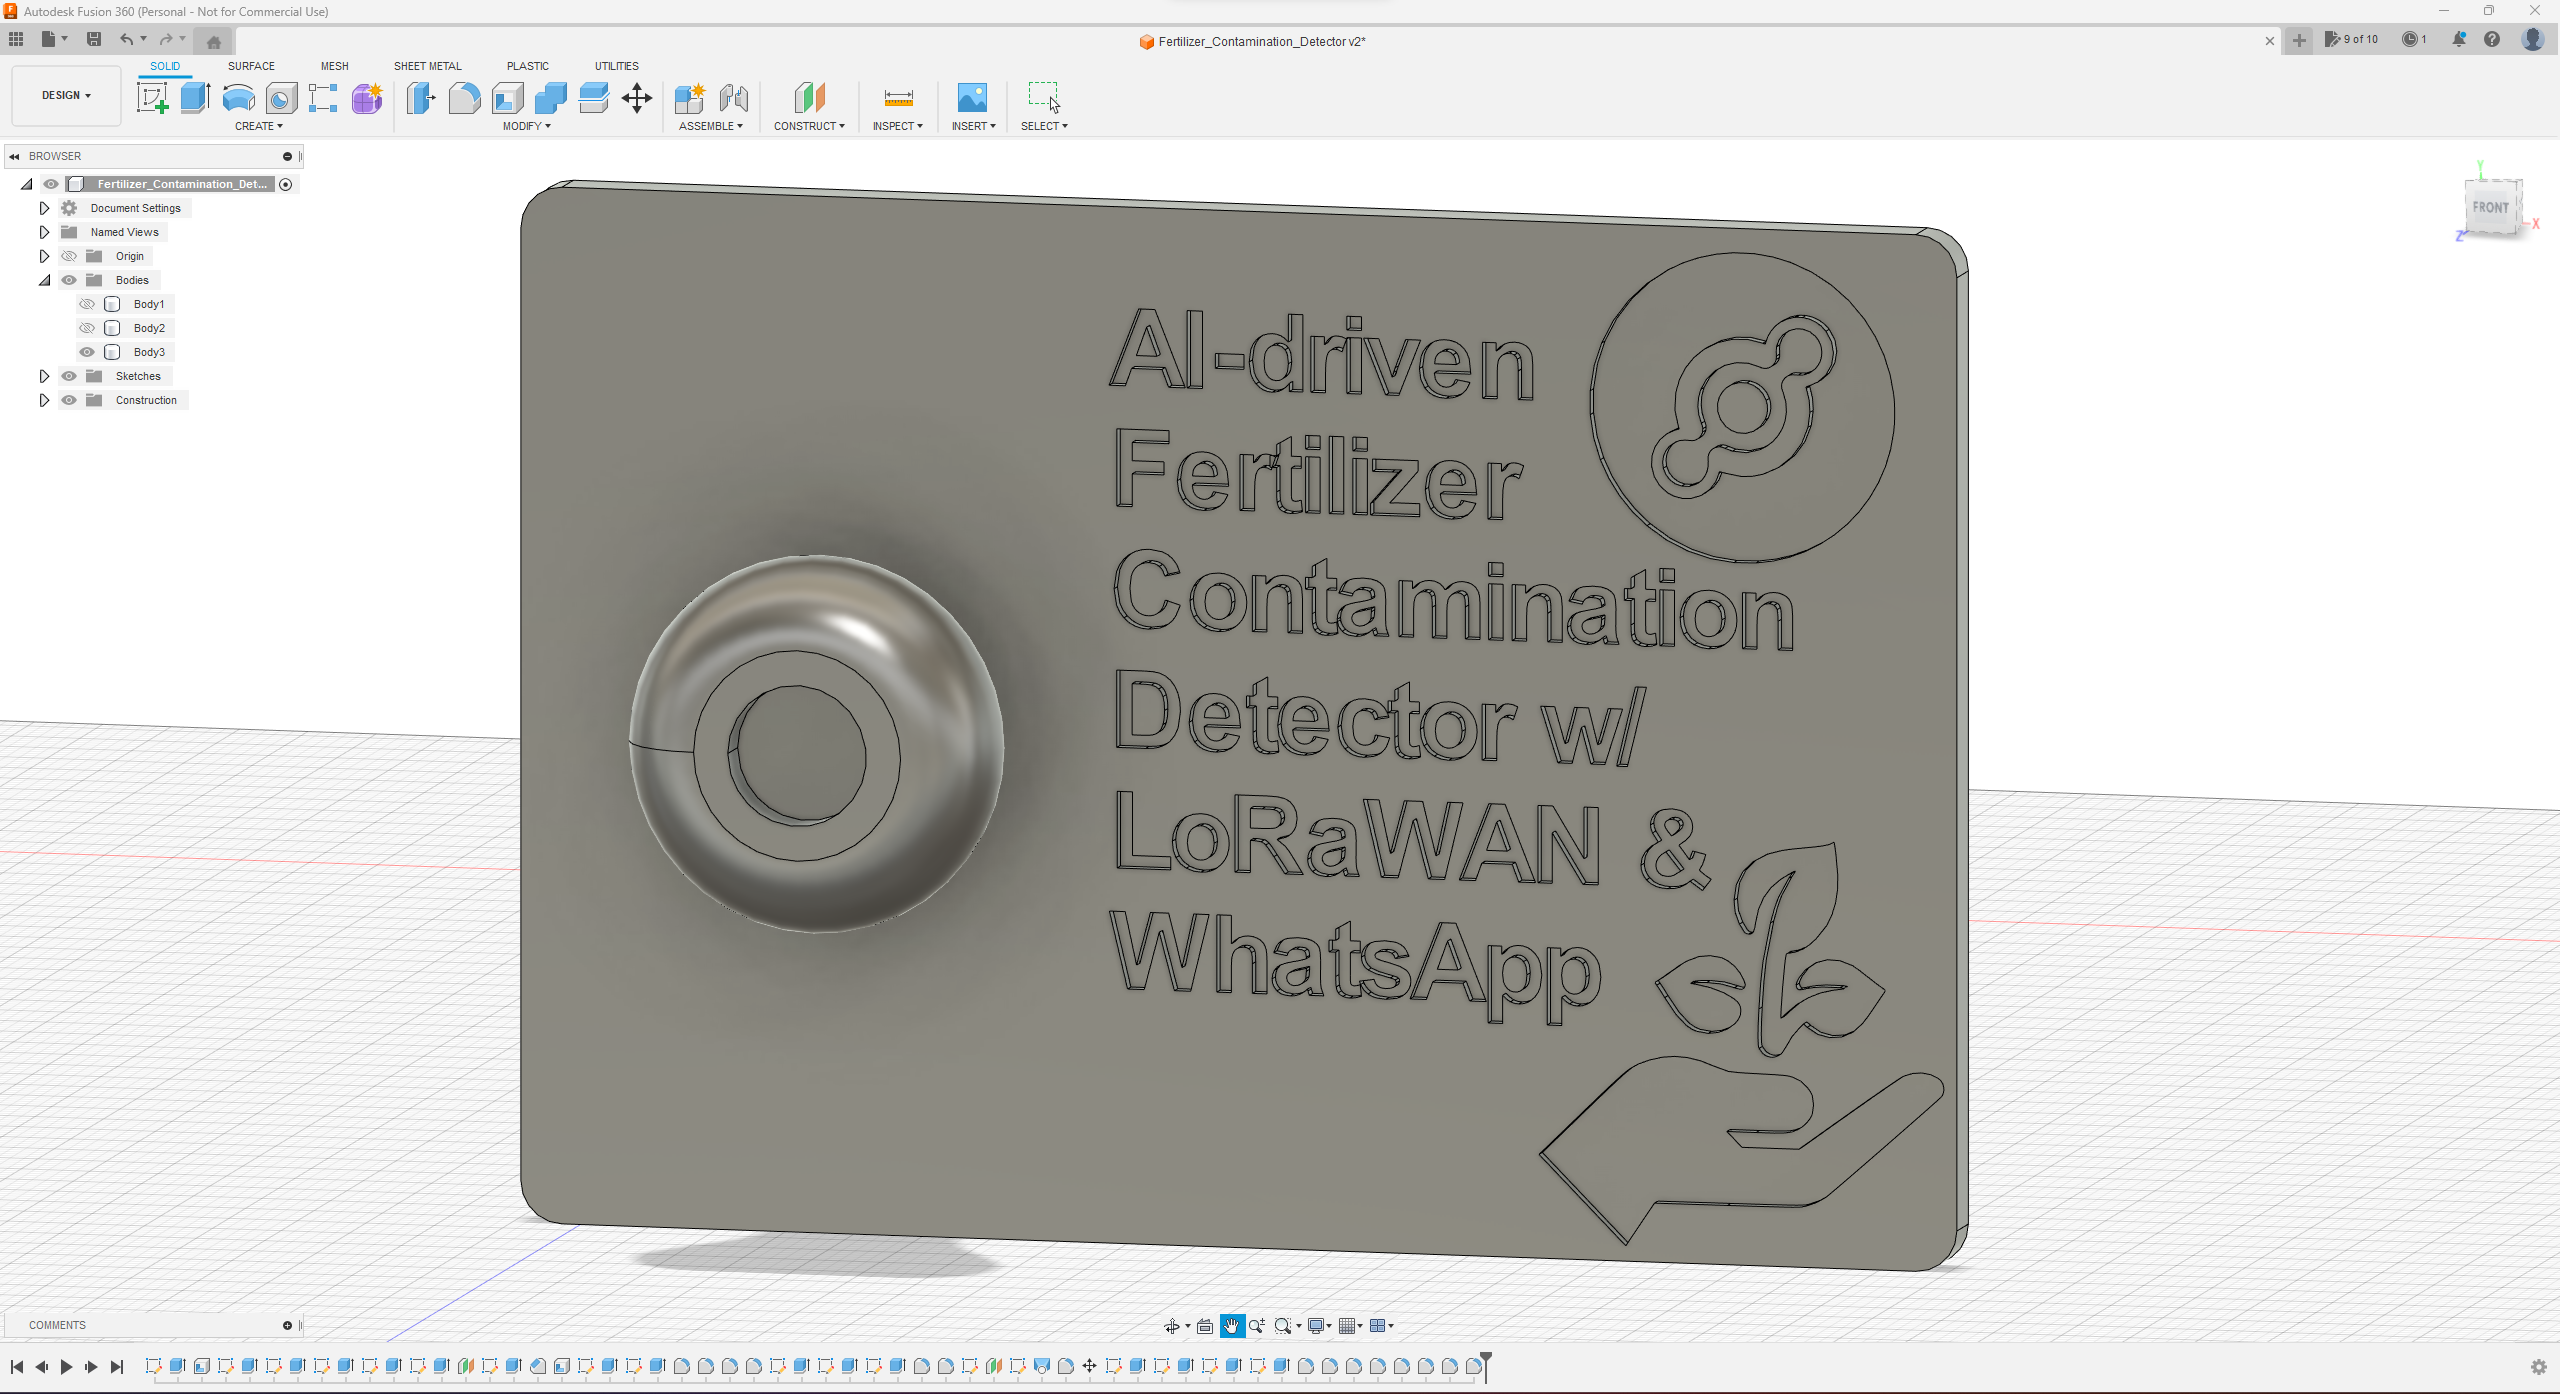 Autodesk Fusion 360 (Personal - Not for Commercial Use)
Fertilizer_Contamination_Detector v2*
9 of 10
1
DESIGN
SOLID
SURFACE
MESH
SHEET METAL
PLASTIC
UTILITIES
CREATE
MODIFY
ASSEMBLE
CONSTRUCT
INSPECT
INSERT
SELECT
BROWSER
Fertilizer_Contamination_Det...
Document Settings
Named Views
Origin
Bodies
Body1
Body2
Body3
Sketches
Construction
Y
FRONT
X
Z
AI-driven
Fertilizer
Contamination
Detector w/
LoRaWAN &
WhatsApp
COMMENTS